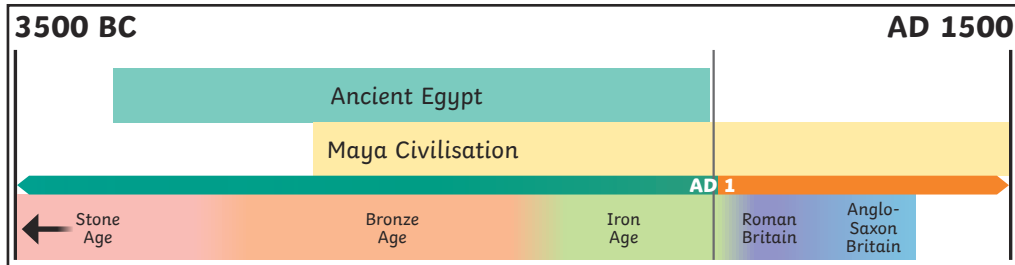 3500 BC
AD 1500
Ancient Egypt
Maya Civilisation
AD 1
Stone
Age
Bronze
Age
Iron
Age
Roman
Britain
Anglo-
Saxon
Britain